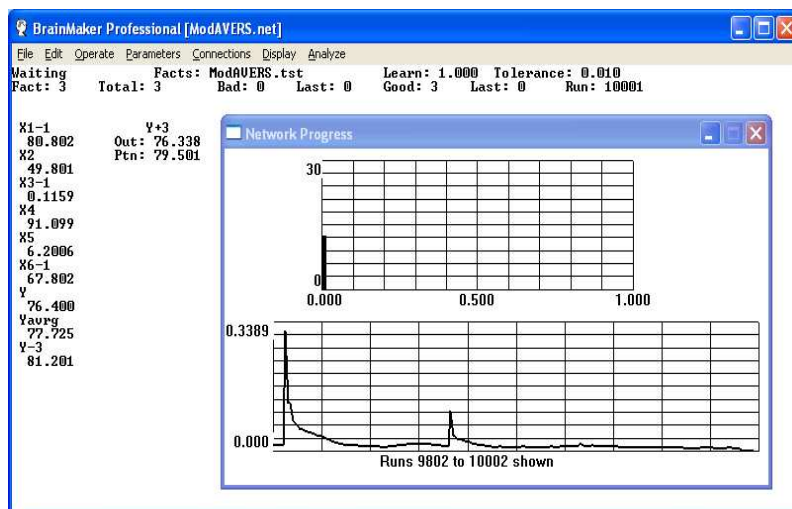 BrainMaker Professional [ModAVERS.net]
File Edit Operate Parameters Connections Display Analyze
Waiting Facts: ModAVERS.tst Learn: 1.000 Tolerance: 0.010
Fact: 3 Total: 3 Bad: 0 Last: 0 Good: 3 Last: 0 Run: 10001
X1-1 Y+3
80.802 Out: 76.338
X2 Ptn: 79.501
49.801
X3-1
0.1159
X4
91.099
X5
6.2006
X6-1
67.802
Y
76.400
Yavrg
77.725
Y-3
81.201
Network Progress
30
0
0.000 0.500 1.000
0.3389
0.000
Runs 9802 to 10002 shown